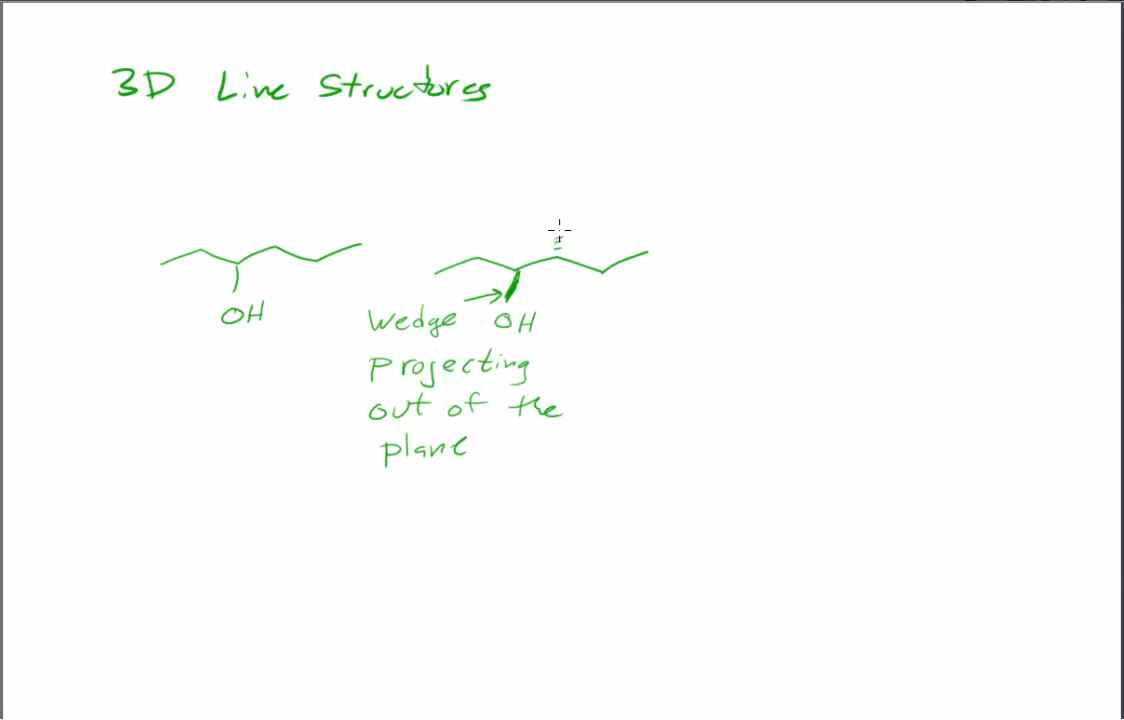 3D Line Structures
OH
Wedge OH
Projecting
out of the
plane